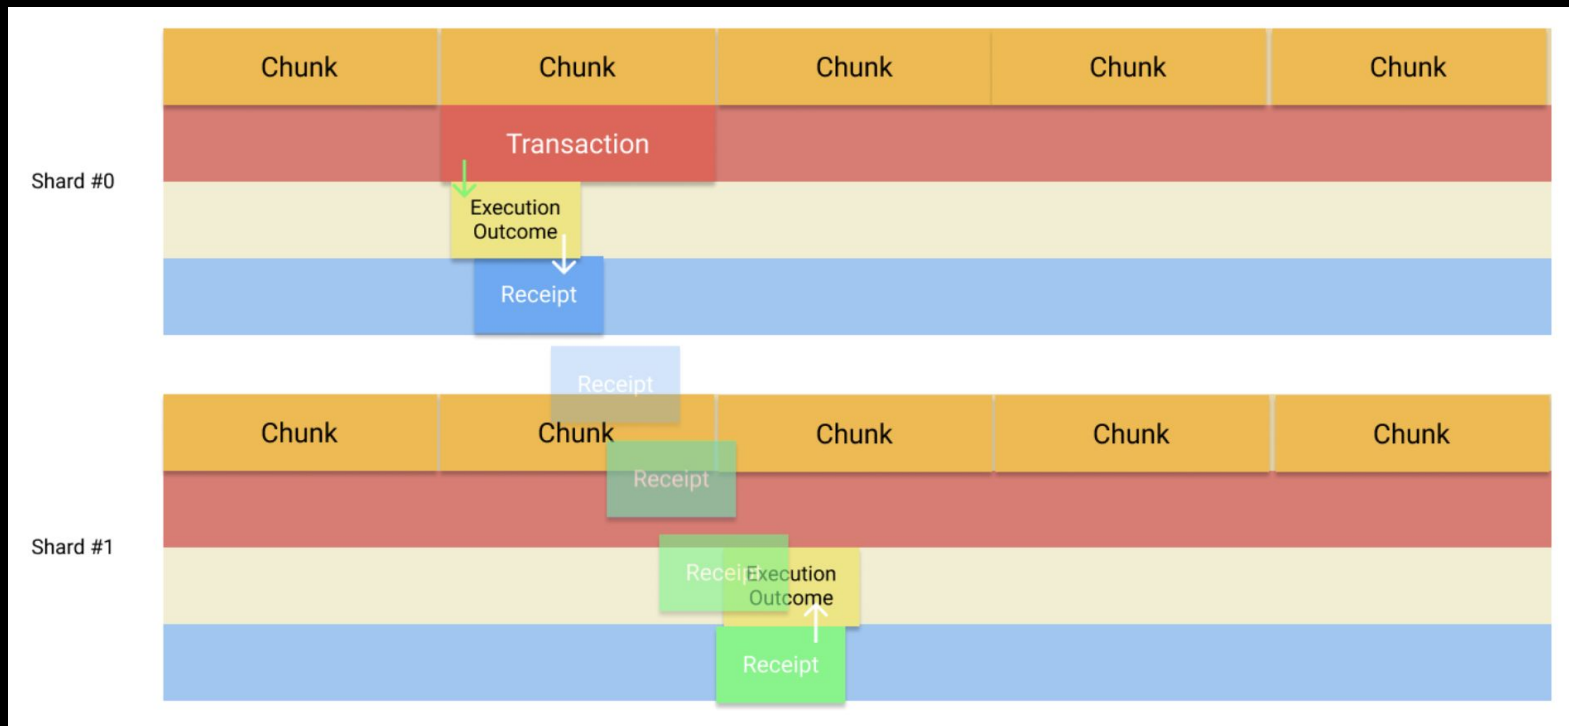 Chunk Chunk Chunk Chunk Chunk
Transaction
Shard #0
Execution
Outcome
Receipt
Receipt
Chunk Chunk Chunk Chunk Chunk
Receipt
Shard #1
Receipt
Execution
Outcome
Receipt